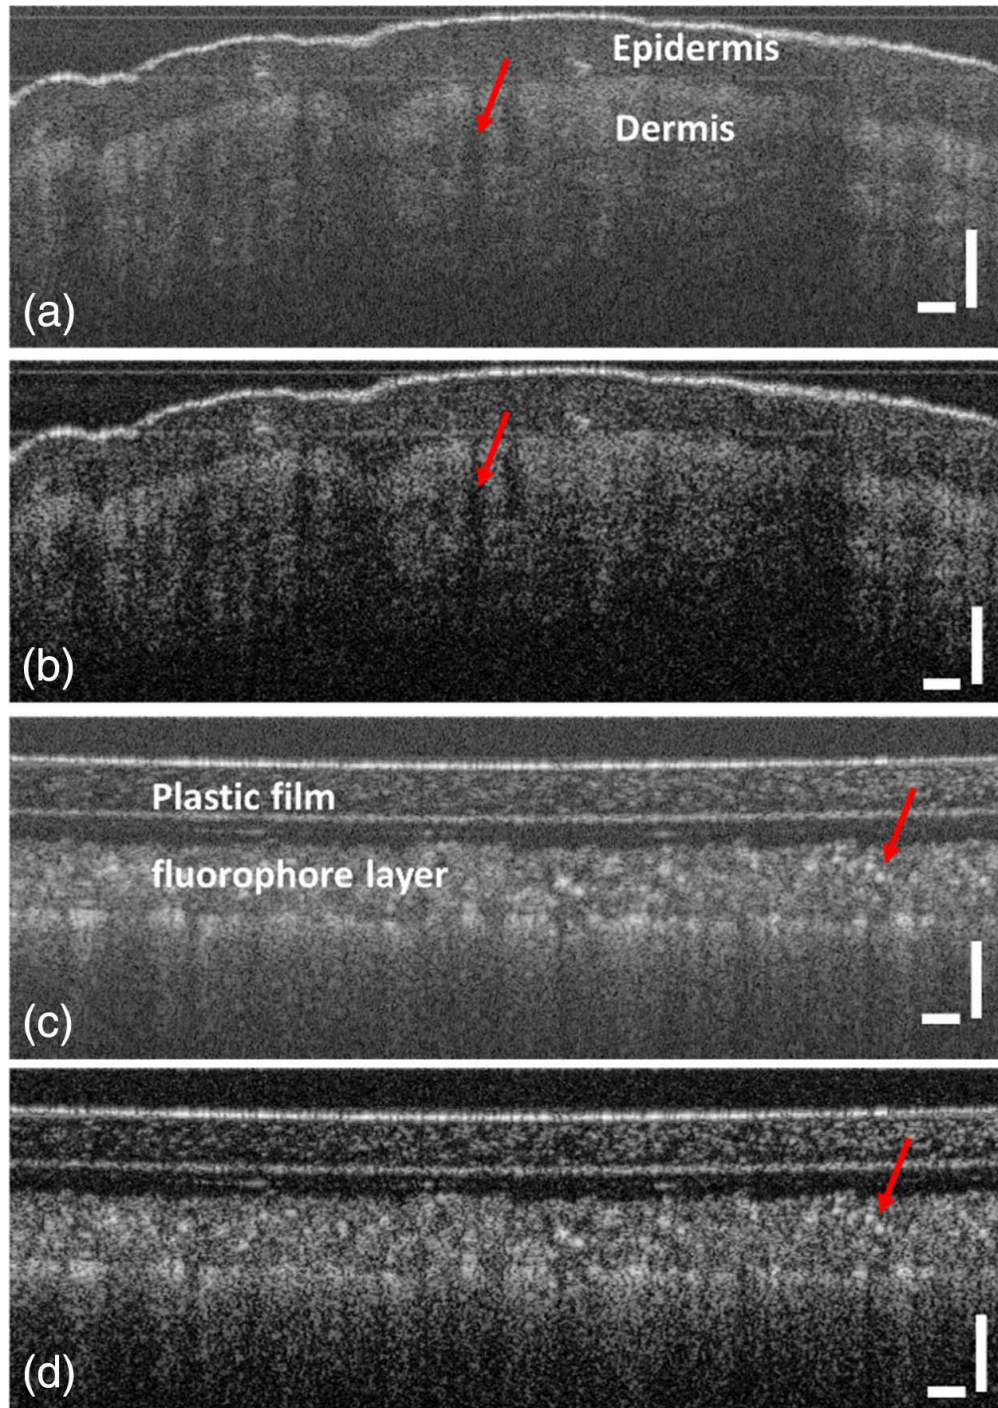 Epidermis
Dermis
(a)
(b)
Plastic film
fluorophore layer
(c)
(d)